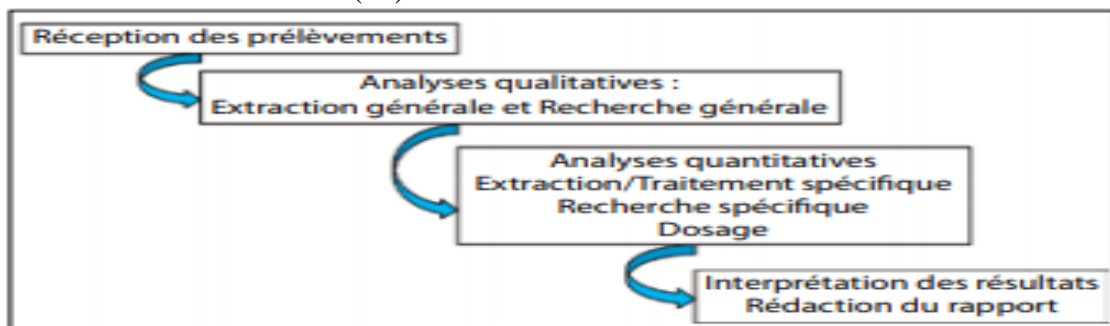 Réception des prélèvements
Analyses qualitatives :
Extraction générale et Recherche générale
Analyses quantitatives
Extraction/Traitement spécifique
Recherche spécifique
Dosage
Interprétation des résultats
Rédaction du rapport